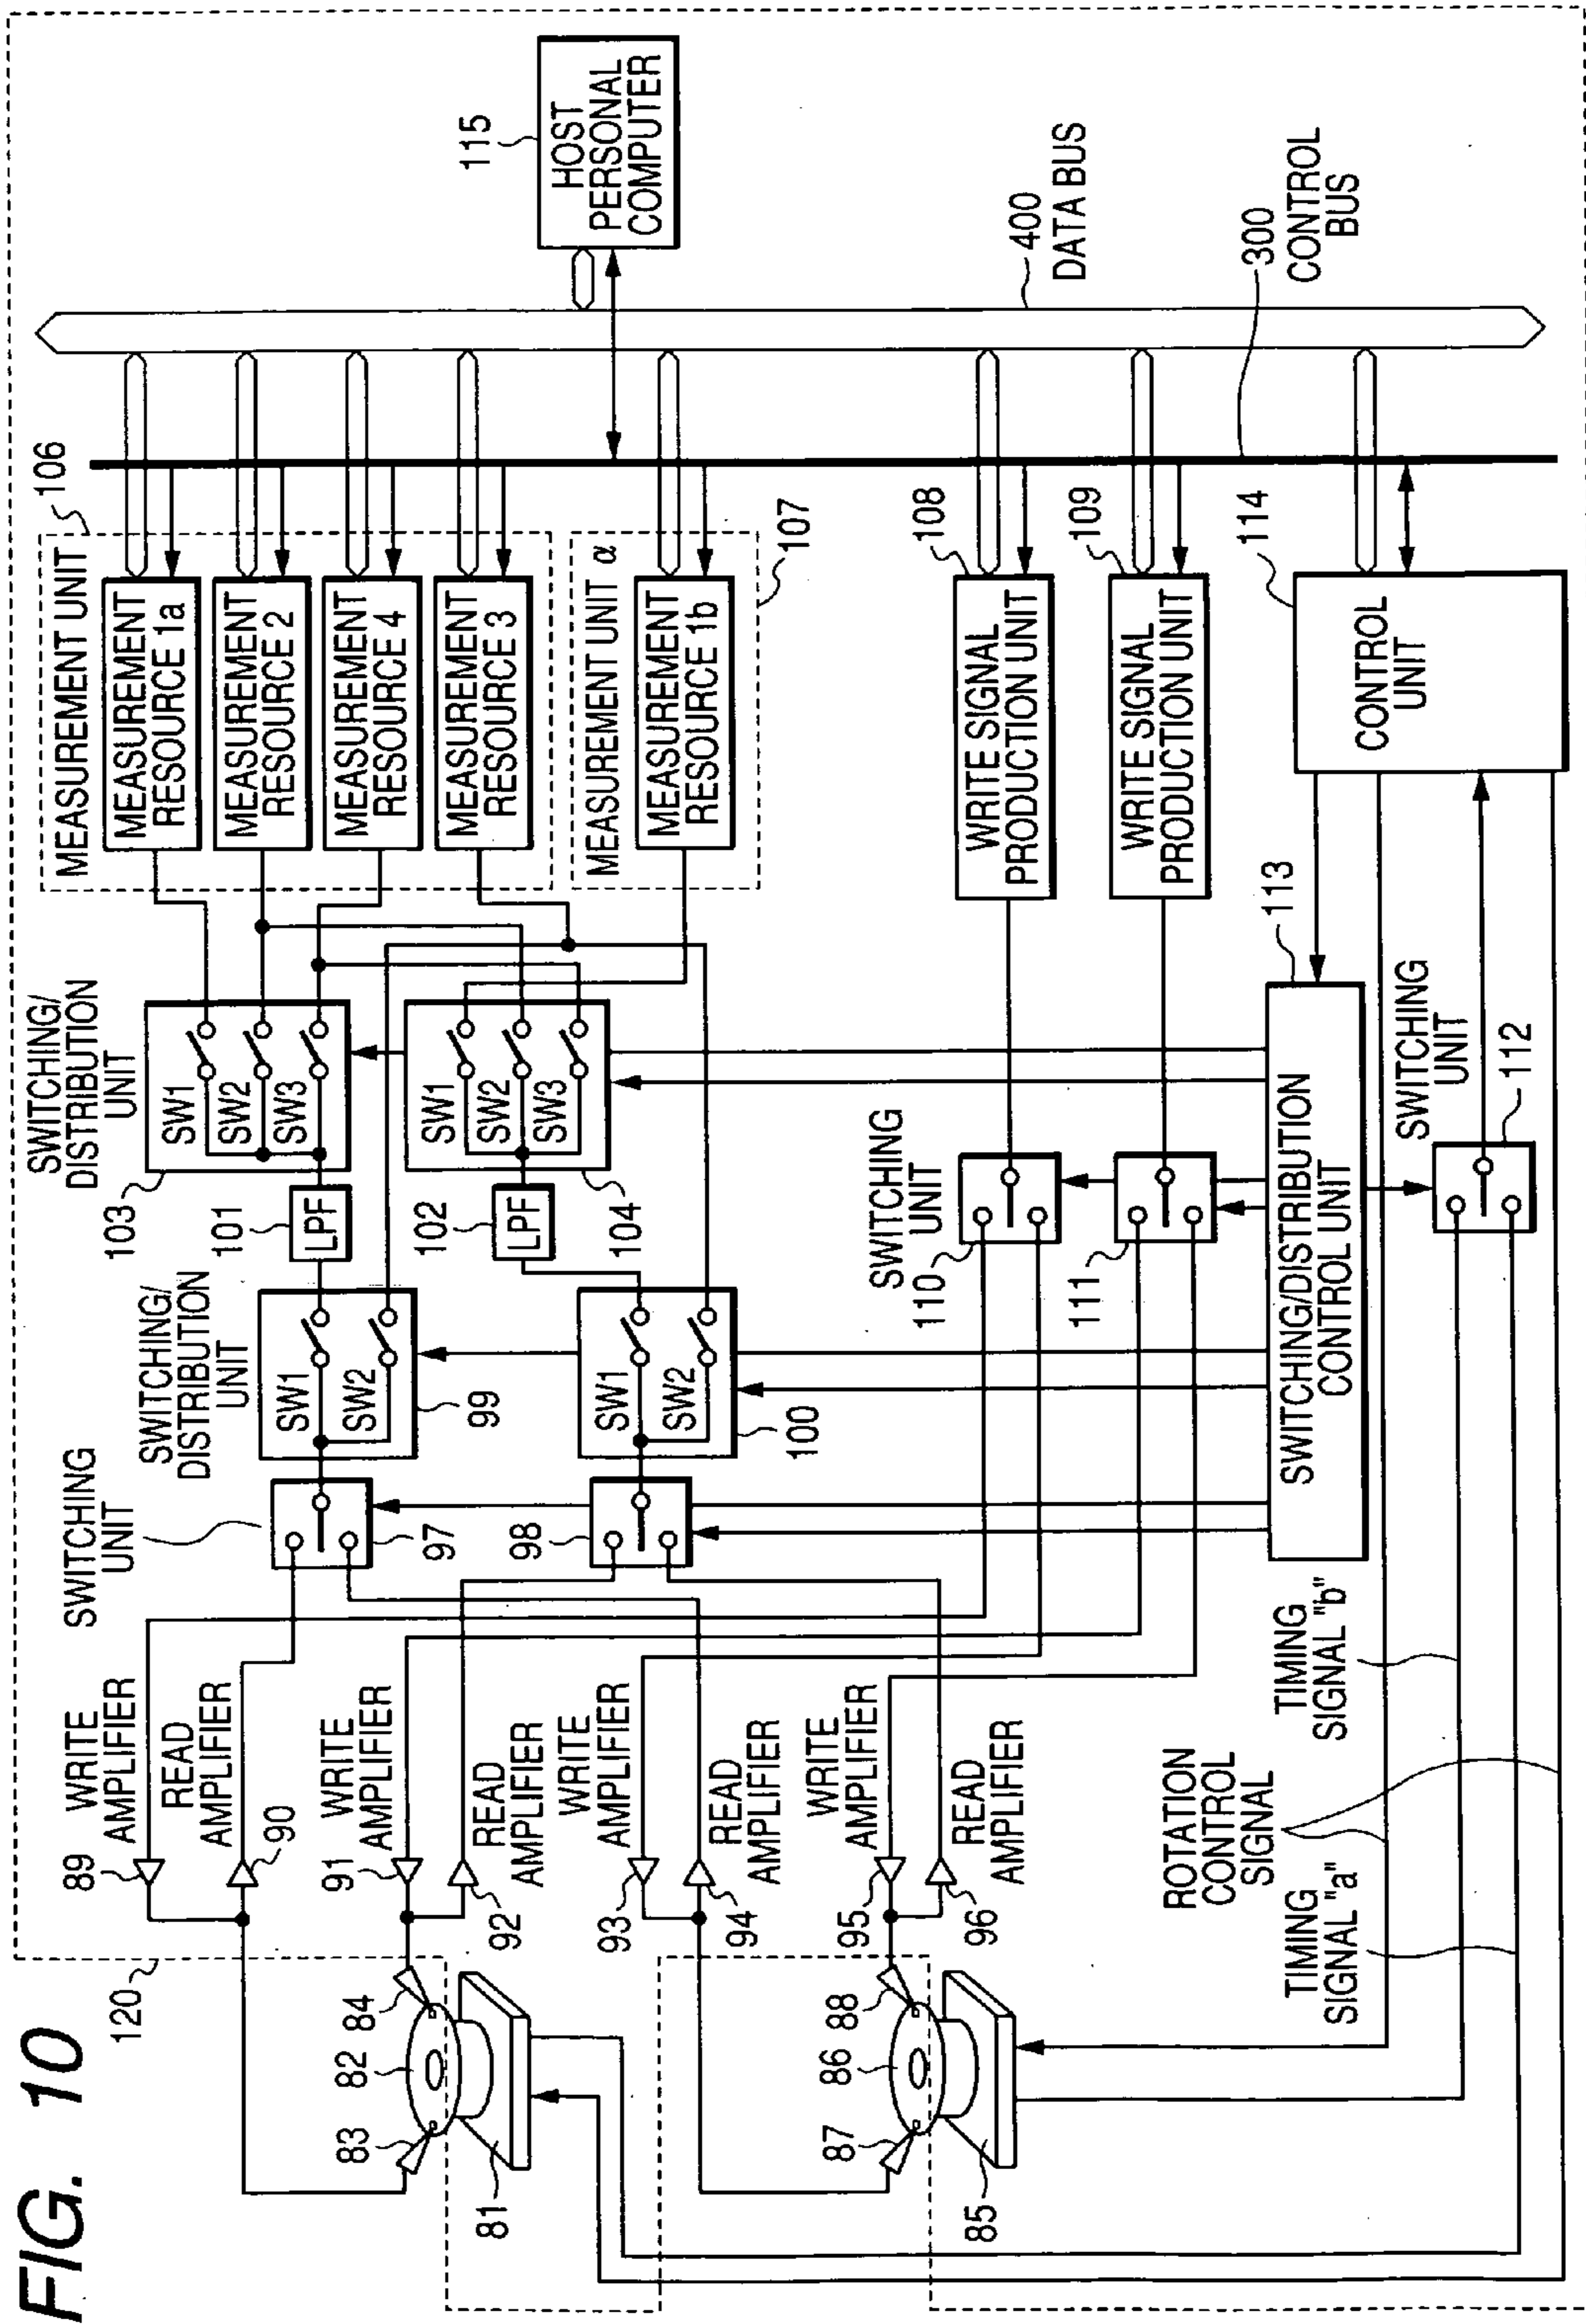 FIG. 10
120
81
82
83
84
85
86
87
88
89
WRITE
AMPLIFIER
READ
AMPLIFIER
90
91
WRITE
AMPLIFIER
92
READ
AMPLIFIER
93
WRITE
AMPLIFIER
94
READ
AMPLIFIER
95
WRITE
AMPLIFIER
96
READ
AMPLIFIER
ROTATION
CONTROL
SIGNAL
TIMING
SIGNAL "a"
TIMING
SIGNAL "b"
SWITCHING
UNIT
97
98
SWITCHING/
DISTRIBUTION
UNIT
SW1
SW2
99
SW1
SW2
100
101
LPF
102
LPF
SWITCHING/
DISTRIBUTION
UNIT
103
SW1
SW2
SW3
SW1
SW2
SW3
104
SWITCHING
UNIT
110
111
SWITCHING/DISTRIBUTION
CONTROL UNIT
113
SWITCHING
UNIT
112
MEASUREMENT UNIT
106
MEASUREMENT
RESOURCE 1a
MEASUREMENT
RESOURCE 2
MEASUREMENT
RESOURCE 4
MEASUREMENT
RESOURCE 3
MEASUREMENT UNIT α
MEASUREMENT
RESOURCE 1b
107
108
WRITE SIGNAL
PRODUCTION UNIT
109
WRITE SIGNAL
PRODUCTION UNIT
114
CONTROL
UNIT
115
HOST
PERSONAL
COMPUTER
400
DATA BUS
300
CONTROL
BUS